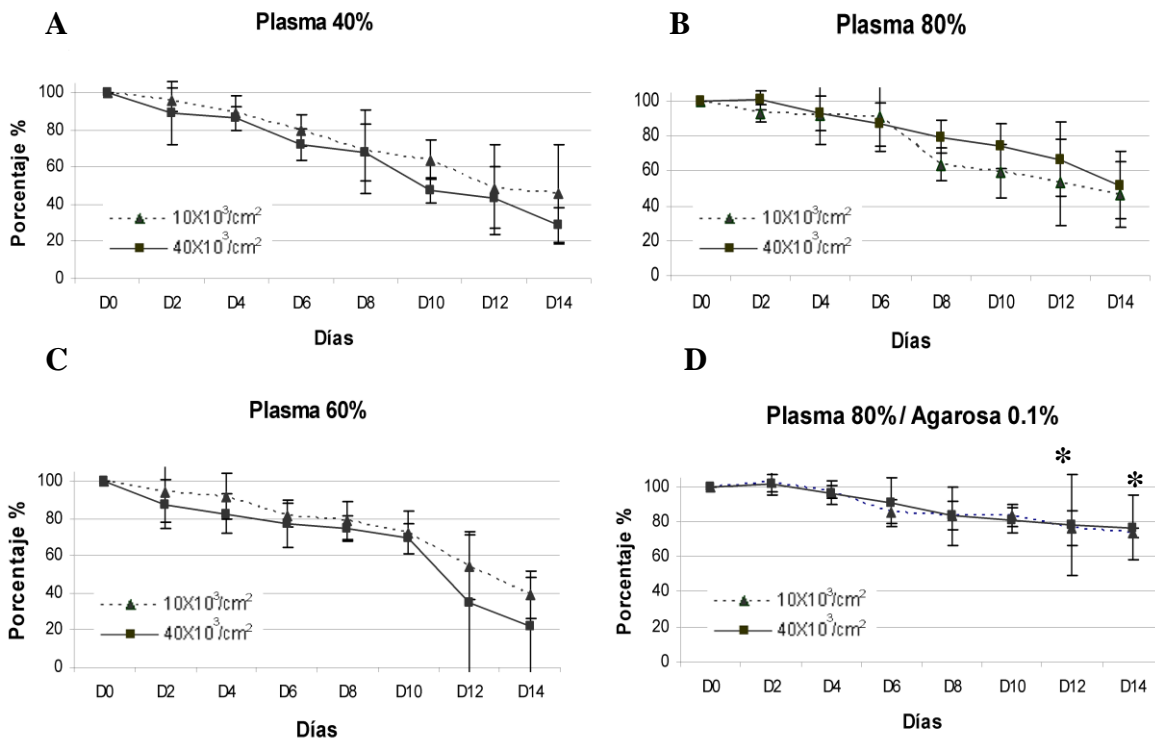 A
Plasma 40%
Porcentaje %
100
80
60
40
20
0
10X10³/cm²
40X10³/cm²
D0 D2 D4 D6 D8 D10 D12 D14
Días
B
Plasma 80%
Porcentaje %
100
80
60
40
20
0
10X10³/cm²
40X10³/cm²
D0 D2 D4 D6 D8 D10 D12 D14
Días
C
Plasma 60%
Porcentaje %
100
80
60
40
20
0
10X10³/cm²
40X10³/cm²
D0 D2 D4 D6 D8 D10 D12 D14
Días
D
Plasma 80%/ Agarosa 0.1%
* *
Porcentaje %
100
80
60
40
20
0
10X10³/cm²
40X10³/cm²
D0 D2 D4 D6 D8 D10 D12 D14
Días